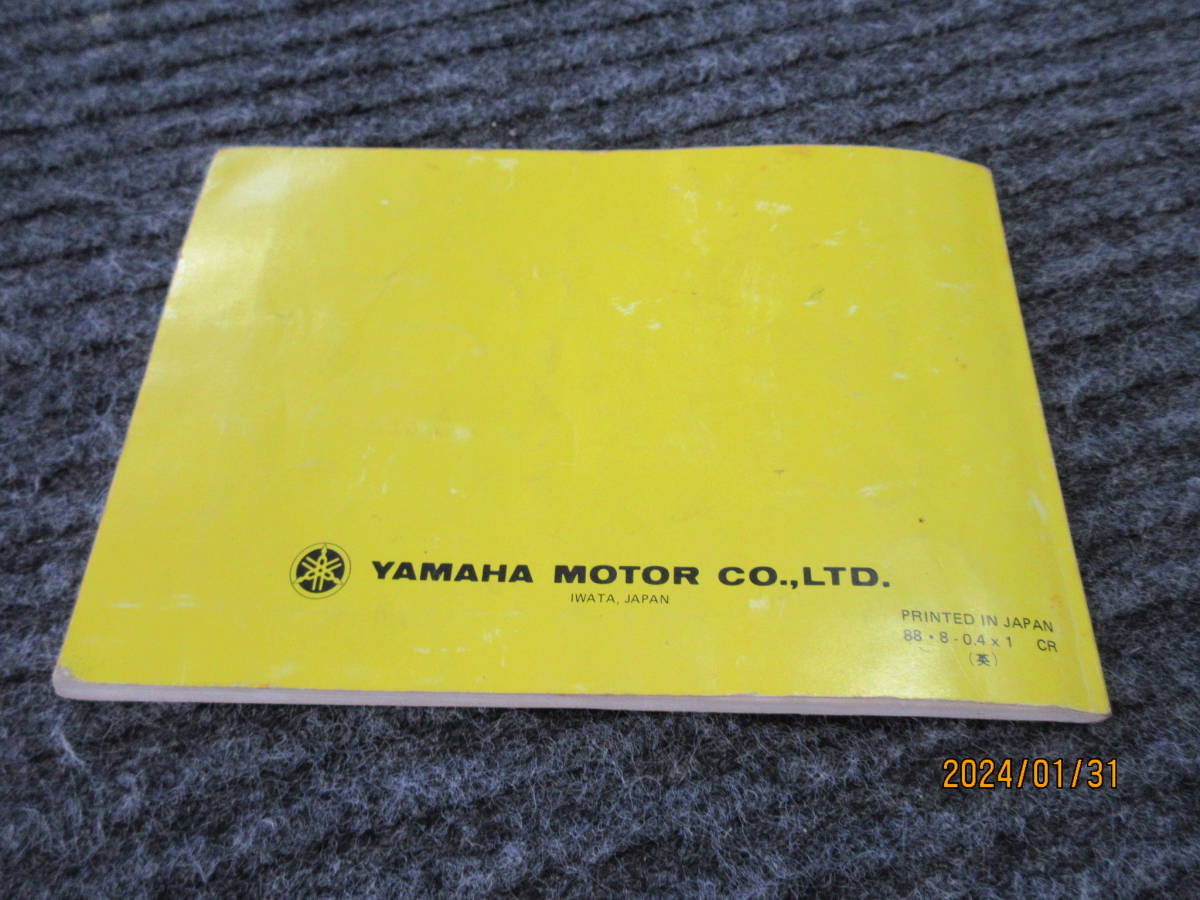 YAMAHA MOTOR CO.,LTD.
IWATA, JAPAN
PRINTED IN JAPAN
88・8-0.4×1 CR
(英)
2024/01/31